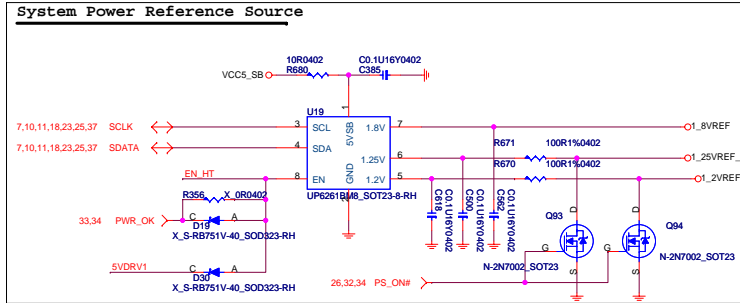 System Power Reference Source
10R0402
R680
C0.1U16Y0402
C385
VCC5_SB
U19
1
5VSB
7,10,11,18,23,25,37 SCLK
3 SCL
1.8V 7
1_8VREF
7,10,11,18,23,25,37 SDATA
4 SDA
1.25V 6
R671 100R1%0402
1_25VREF_
R670 100R1%0402
EN_HT
8 EN
1.2V 5
1_2VREF
GND
2
UP6261BM8_SOT23-8-RH
R356 X_0R0402
33,34 PWR_OK
C A
D19
X_S-RB751V-40_SOD323-RH
C618
C0.1U16Y0402
C500
C0.1U16Y0402
C562
C0.1U16Y0402
Q93
D
G
S
N-2N7002_SOT23
Q94
D
G
S
N-2N7002_SOT23
5VDRV1
C A
D30
X_S-RB751V-40_SOD323-RH
26,32,34 PS_ON#